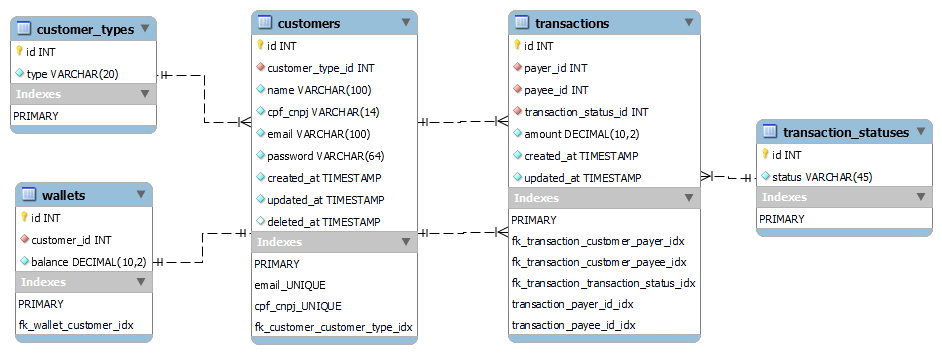 customer_types
id INT
type VARCHAR(20)
Indexes
PRIMARY
wallets
id INT
customer_id INT
balance DECIMAL(10,2)
Indexes
PRIMARY
fk_wallet_customer_idx
customers
id INT
customer_type_id INT
name VARCHAR(100)
cpf_cnpj VARCHAR(14)
email VARCHAR(100)
password VARCHAR(64)
created_at TIMESTAMP
updated_at TIMESTAMP
deleted_at TIMESTAMP
Indexes
PRIMARY
email_UNIQUE
cpf_cnpj_UNIQUE
fk_customer_customer_type_idx
transactions
id INT
payer_id INT
payee_id INT
transaction_status_id INT
amount DECIMAL(10,2)
created_at TIMESTAMP
updated_at TIMESTAMP
Indexes
PRIMARY
fk_transaction_customer_payer_idx
fk_transaction_customer_payee_idx
fk_transaction_transaction_status_idx
transaction_payer_id_idx
transaction_payee_id_idx
transaction_statuses
id INT
status VARCHAR(45)
Indexes
PRIMARY